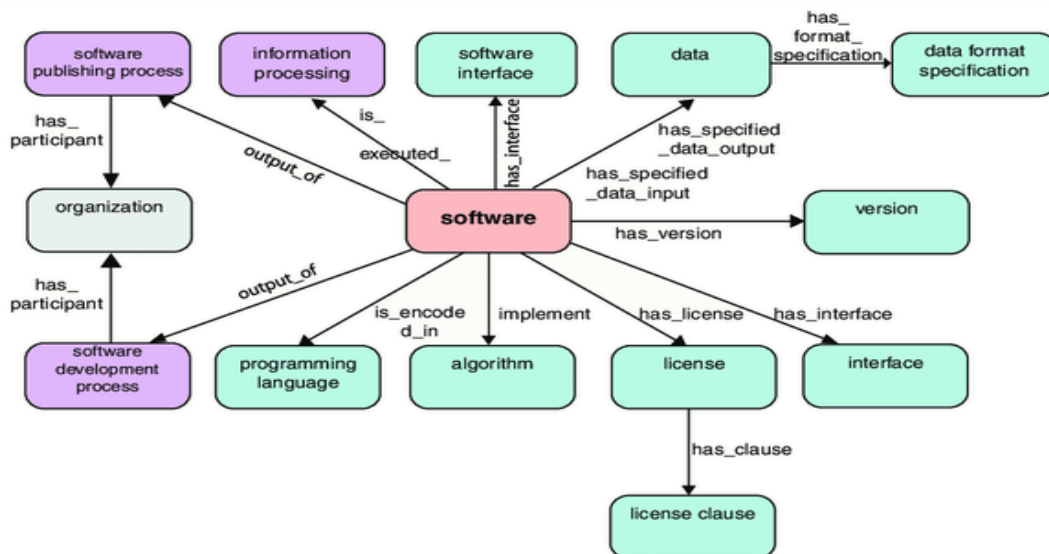 software
publishing process
information
processing
software
interface
data
has_
format_
specification
data format
specification
has_
participant
is_
executed_
output_of
has_interface
has_specified
_data_output
has_specified
_data_input
organization
software
has_version
version
has_
participant
output_of
is_encode
d_in
implement
has_license
has_interface
software
development
process
programming
language
algorithm
license
interface
has_clause
license clause